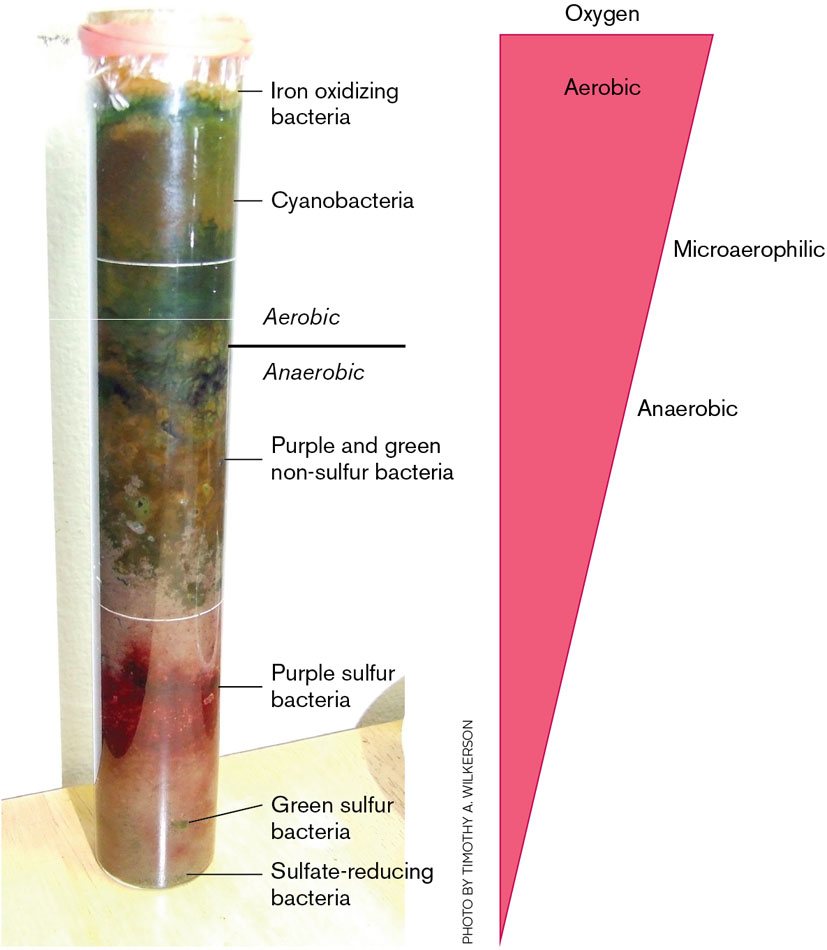 Oxygen
Iron oxidizing
bacteria
Aerobic
Cyanobacteria
Microaerophilic
Aerobic
Anaerobic
Anaerobic
Purple and green
non-sulfur bacteria
Purple sulfur
bacteria
Green sulfur
bacteria
Sulfate-reducing
bacteria
PHOTO BY TIMOTHY A. WILKERSON